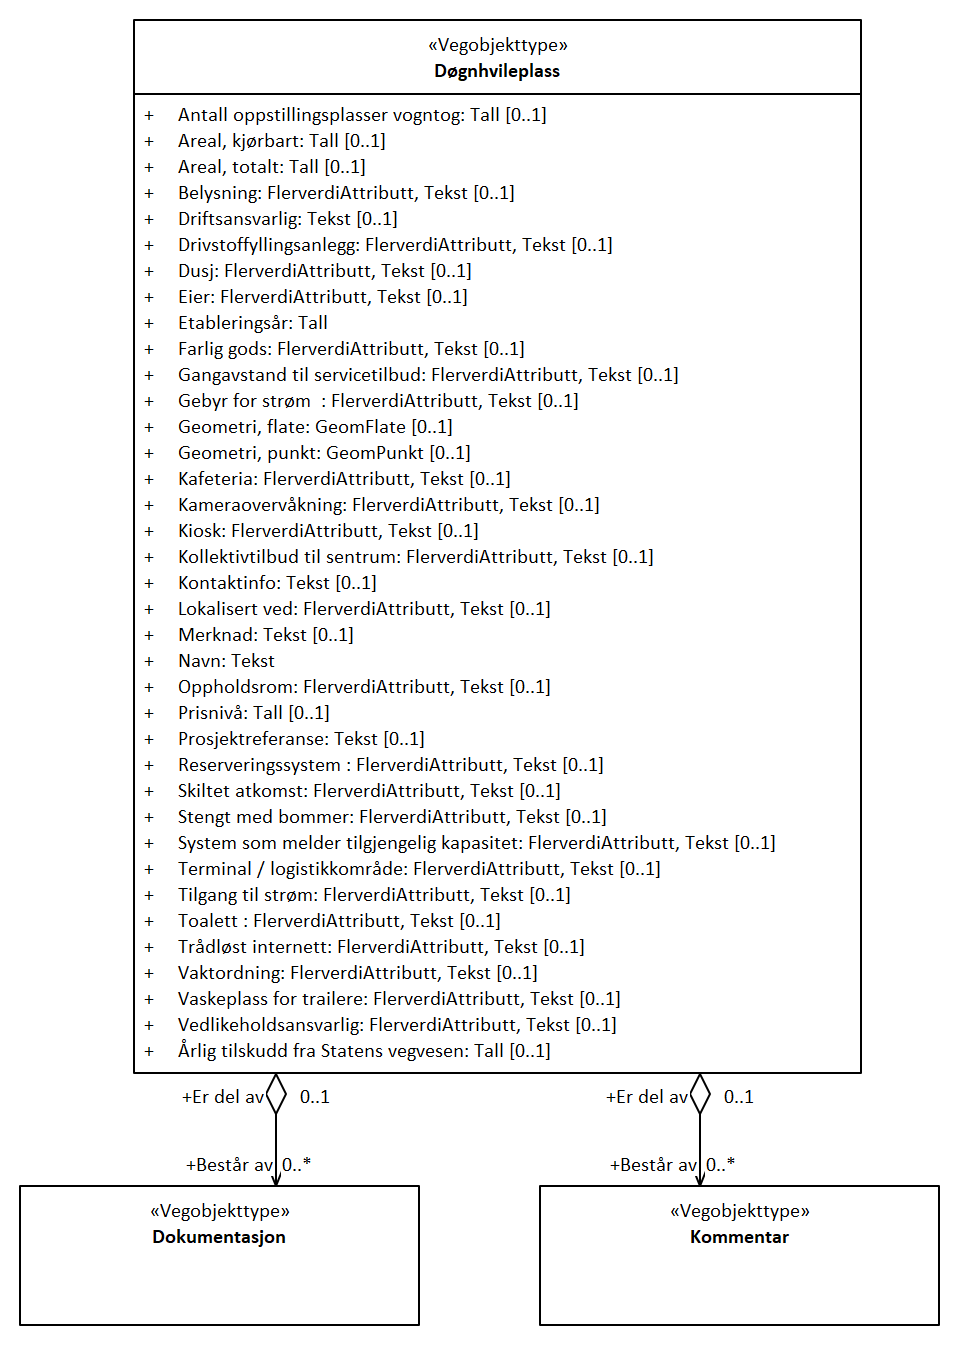 «Vegobjekttype»
Døgnhvileplass
+ Antall oppstillingsplasser vogntog: Tall [0..1]
+ Areal, kjørbart: Tall [0..1]
+ Areal, totalt: Tall [0..1]
+ Belysning: FlerverdiAttributt, Tekst [0..1]
+ Driftsansvarlig: Tekst [0..1]
+ Drivstoffyllingsanlegg: FlerverdiAttributt, Tekst [0..1]
+ Dusj: FlerverdiAttributt, Tekst [0..1]
+ Eier: FlerverdiAttributt, Tekst [0..1]
+ Etableringsår: Tall
+ Farlig gods: FlerverdiAttributt, Tekst [0..1]
+ Gangavstand til servicetilbud: FlerverdiAttributt, Tekst [0..1]
+ Gebyr for strøm  : FlerverdiAttributt, Tekst [0..1]
+ Geometri, flate: GeomFlate [0..1]
+ Geometri, punkt: GeomPunkt [0..1]
+ Kafeteria: FlerverdiAttributt, Tekst [0..1]
+ Kameraovervåkning: FlerverdiAttributt, Tekst [0..1]
+ Kiosk: FlerverdiAttributt, Tekst [0..1]
+ Kollektivtilbud til sentrum: FlerverdiAttributt, Tekst [0..1]
+ Kontaktinfo: Tekst [0..1]
+ Lokalisert ved: FlerverdiAttributt, Tekst [0..1]
+ Merknad: Tekst [0..1]
+ Navn: Tekst
+ Oppholdsrom: FlerverdiAttributt, Tekst [0..1]
+ Prisnivå: Tall [0..1]
+ Prosjektreferanse: Tekst [0..1]
+ Reserveringssystem : FlerverdiAttributt, Tekst [0..1]
+ Skiltet atkomst: FlerverdiAttributt, Tekst [0..1]
+ Stengt med bommer: FlerverdiAttributt, Tekst [0..1]
+ System som melder tilgjengelig kapasitet: FlerverdiAttributt, Tekst [0..1]
+ Terminal / logistikkområde: FlerverdiAttributt, Tekst [0..1]
+ Tilgang til strøm: FlerverdiAttributt, Tekst [0..1]
+ Toalett : FlerverdiAttributt, Tekst [0..1]
+ Trådløst internett: FlerverdiAttributt, Tekst [0..1]
+ Vaktordning: FlerverdiAttributt, Tekst [0..1]
+ Vaskeplass for trailere: FlerverdiAttributt, Tekst [0..1]
+ Vedlikeholdsansvarlig: FlerverdiAttributt, Tekst [0..1]
+ Årlig tilskudd fra Statens vegvesen: Tall [0..1]
+Er del av 0..1
+Består av 0..*
«Vegobjekttype»
Dokumentasjon
+Er del av 0..1
+Består av 0..*
«Vegobjekttype»
Kommentar